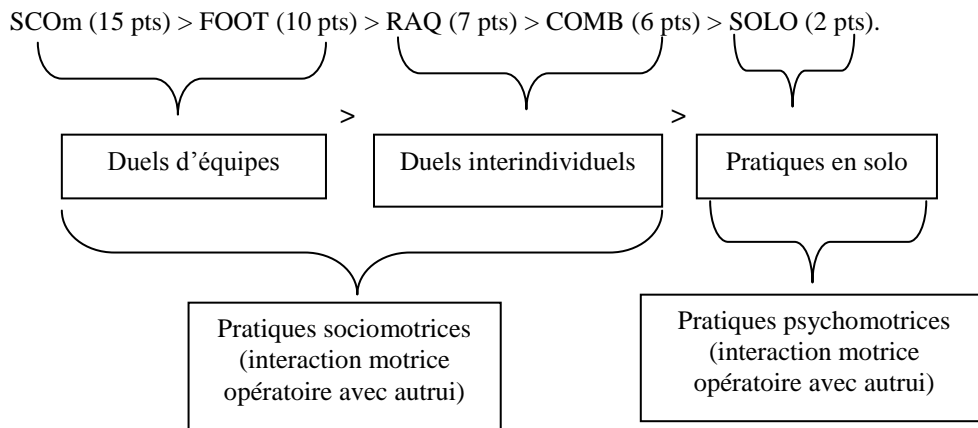 SCOm (15 pts) > FOOT (10 pts) > RAQ (7 pts) > COMB (6 pts) > SOLO (2 pts).
> >
Duels d’équipes
Duels interindividuels
Pratiques en solo
Pratiques sociomotrices
(interaction motrice
opératoire avec autrui)
Pratiques psychomotrices
(interaction motrice
opératoire avec autrui)